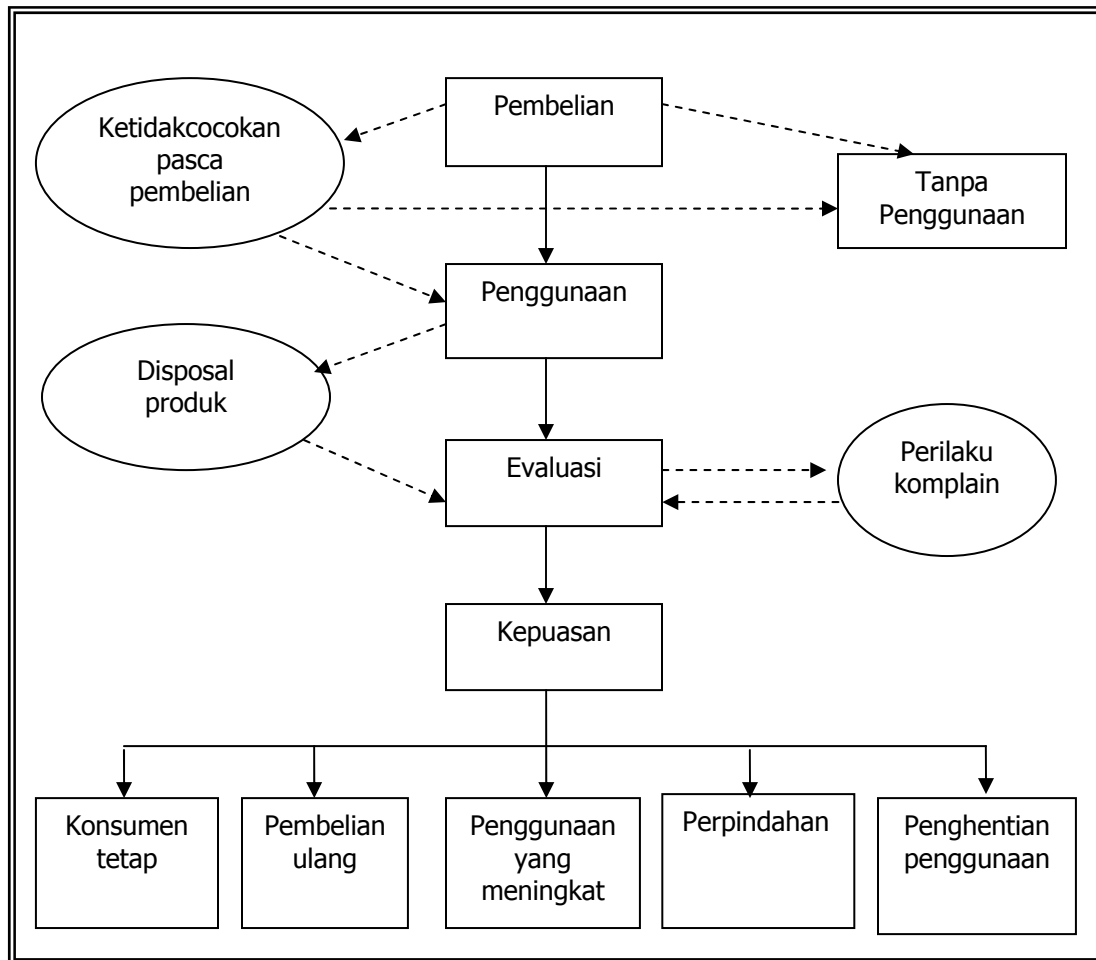 Pembelian
Ketidakcocokan
pasca
pembelian
Tanpa
Penggunaan
Penggunaan
Disposal
produk
Evaluasi
Perilaku
komplain
Kepuasan
Konsumen
tetap
Pembelian
ulang
Penggunaan
yang
meningkat
Perpindahan
Penghentian
penggunaan